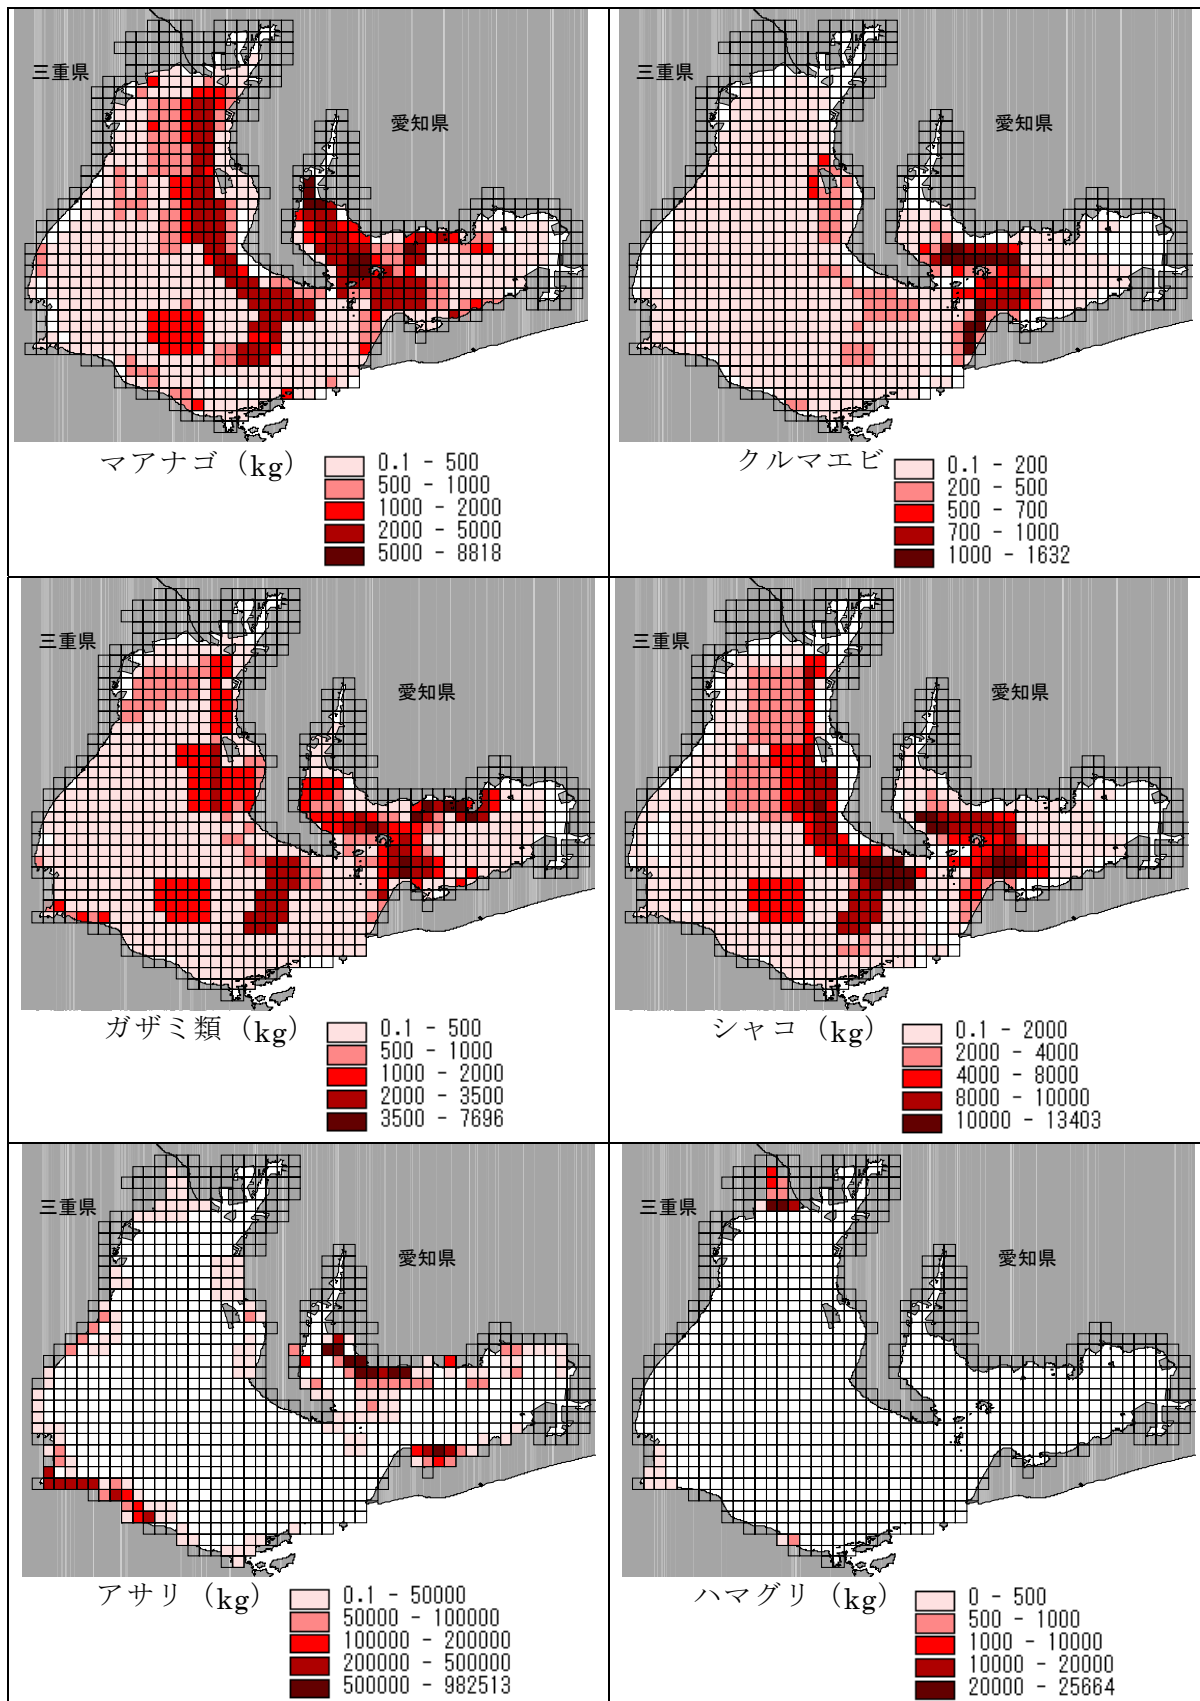 三重県
愛知県
マアナゴ（kg）
0.1 - 500
500 - 1000
1000 - 2000
2000 - 5000
5000 - 8818
三重県
愛知県
クルマエビ
0.1 - 200
200 - 500
500 - 700
700 - 1000
1000 - 1632
三重県
愛知県
ガザミ類（kg）
0.1 - 500
500 - 1000
1000 - 2000
2000 - 3500
3500 - 7696
三重県
愛知県
シャコ（kg）
0.1 - 2000
2000 - 4000
4000 - 8000
8000 - 10000
10000 - 13403
三重県
愛知県
アサリ（kg）
0.1 - 50000
50000 - 100000
100000 - 200000
200000 - 500000
500000 - 982513
三重県
愛知県
ハマグリ（kg）
0 - 500
500 - 1000
1000 - 10000
10000 - 20000
20000 - 25664